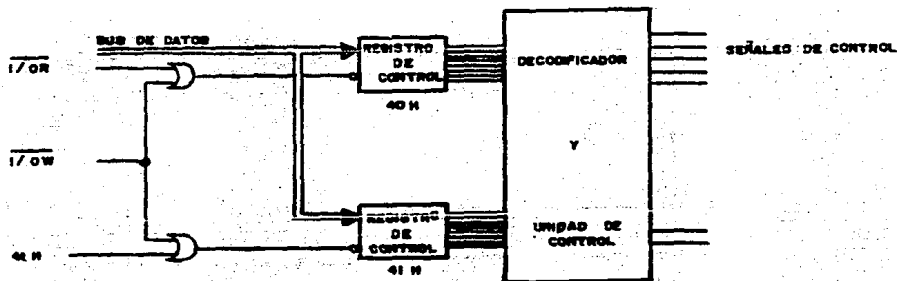 BUS DE DATOS
I/OR
I/OW
41 H
REGISTRO
DE
CONTROL
40 H
REGISTRO
DE
CONTROL
41 H
DECODIFICADOR
Y
UNIDAD DE
CONTROL
SEÑALES DE CONTROL